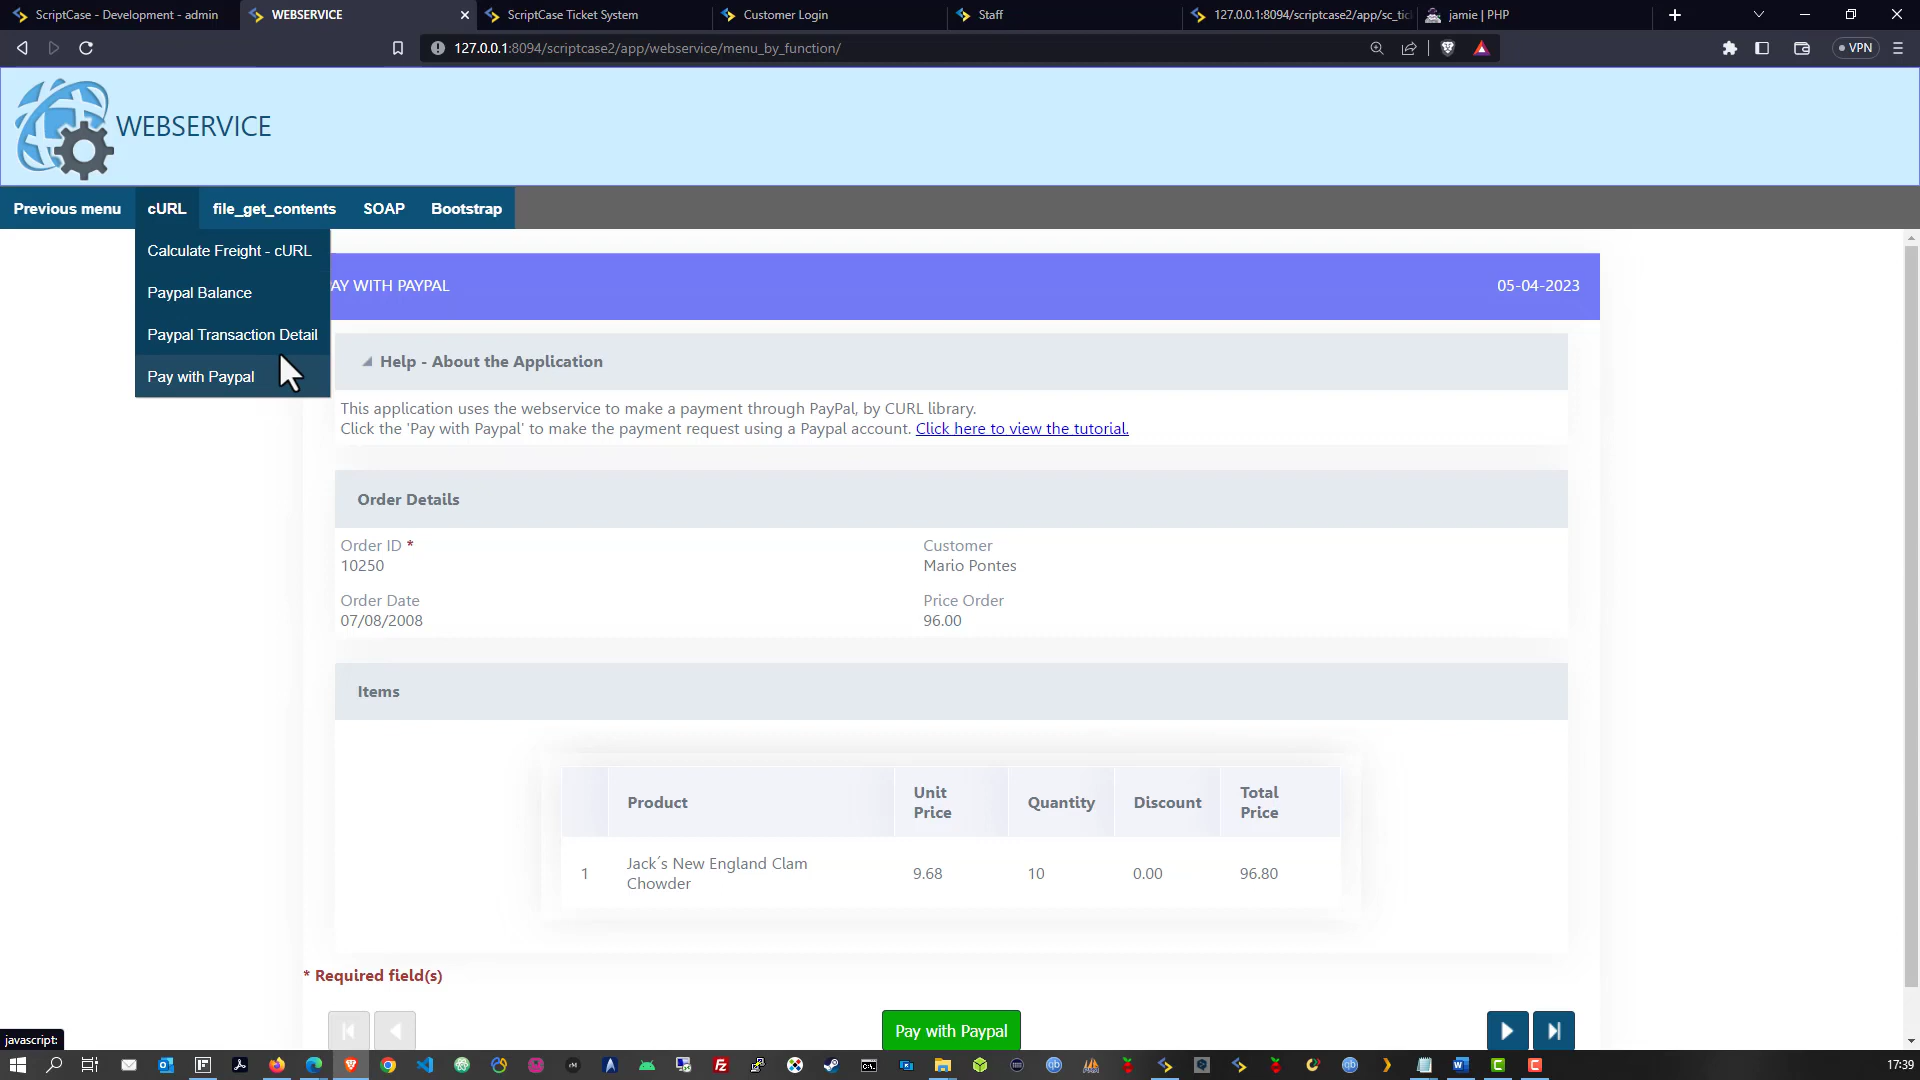 ScriptCase - Development - admin
WEBSERVICE
ScriptCase Ticket System
Customer Login
Staff
127.0.0.1:8094/scriptcase2/app/sc_tic
jamie | PHP
127.0.0.1:8094/scriptcase2/app/webservice/menu_by_function/
VPN
WEBSERVICE
Previous menu
cURL
file_get_contents
SOAP
Bootstrap
Calculate Freight - cURL
Paypal Balance
Paypal Transaction Detail
Pay with Paypal
AY WITH PAYPAL
05-04-2023
Help - About the Application
This application uses the webservice to make a payment through PayPal, by CURL library.
Click the 'Pay with Paypal' to make the payment request using a Paypal account. Click here to view the tutorial.
Order Details
Order ID *
10250
Customer
Mario Pontes
Order Date
07/08/2008
Price Order
96.00
Items
Product
Unit Price
Quantity
Discount
Total Price
1
Jack´s New England Clam
Chowder
9.68
10
0.00
96.80
* Required field(s)
Pay with Paypal
javascript:
17:39